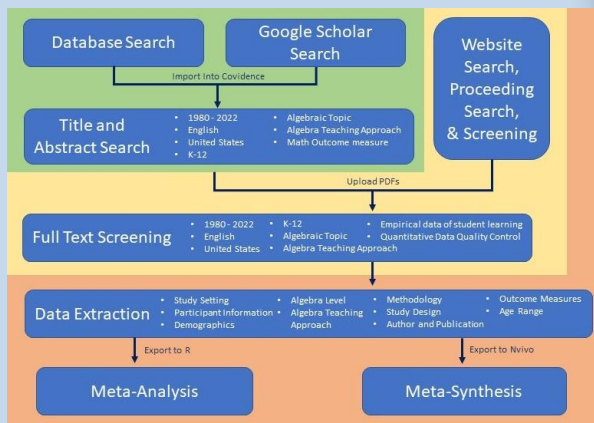 Database Search
Google Scholar
Search
Website
Search,
Proceeding
Search,
& Screening
Import Into Covidence
Title and
Abstract Search
• 1980 - 2022
• English
• United States
• K-12
• Algebraic Topic
• Algebra Teaching Approach
• Math Outcome measure
Upload PDFs
Full Text Screening
• 1980 - 2022
• English
• United States
• K-12
• Algebraic Topic
• Algebra Teaching Approach
• Empirical data of student learning
• Quantitative Data Quality Control
Data Extraction
• Study Setting
• Participant Information
• Demographics
• Algebra Level
• Algebra Teaching
Approach
• Methodology
• Study Design
• Author and Publication
• Outcome Measures
• Age Range
Export to R
Export to Nvivo
Meta-Analysis
Meta-Synthesis